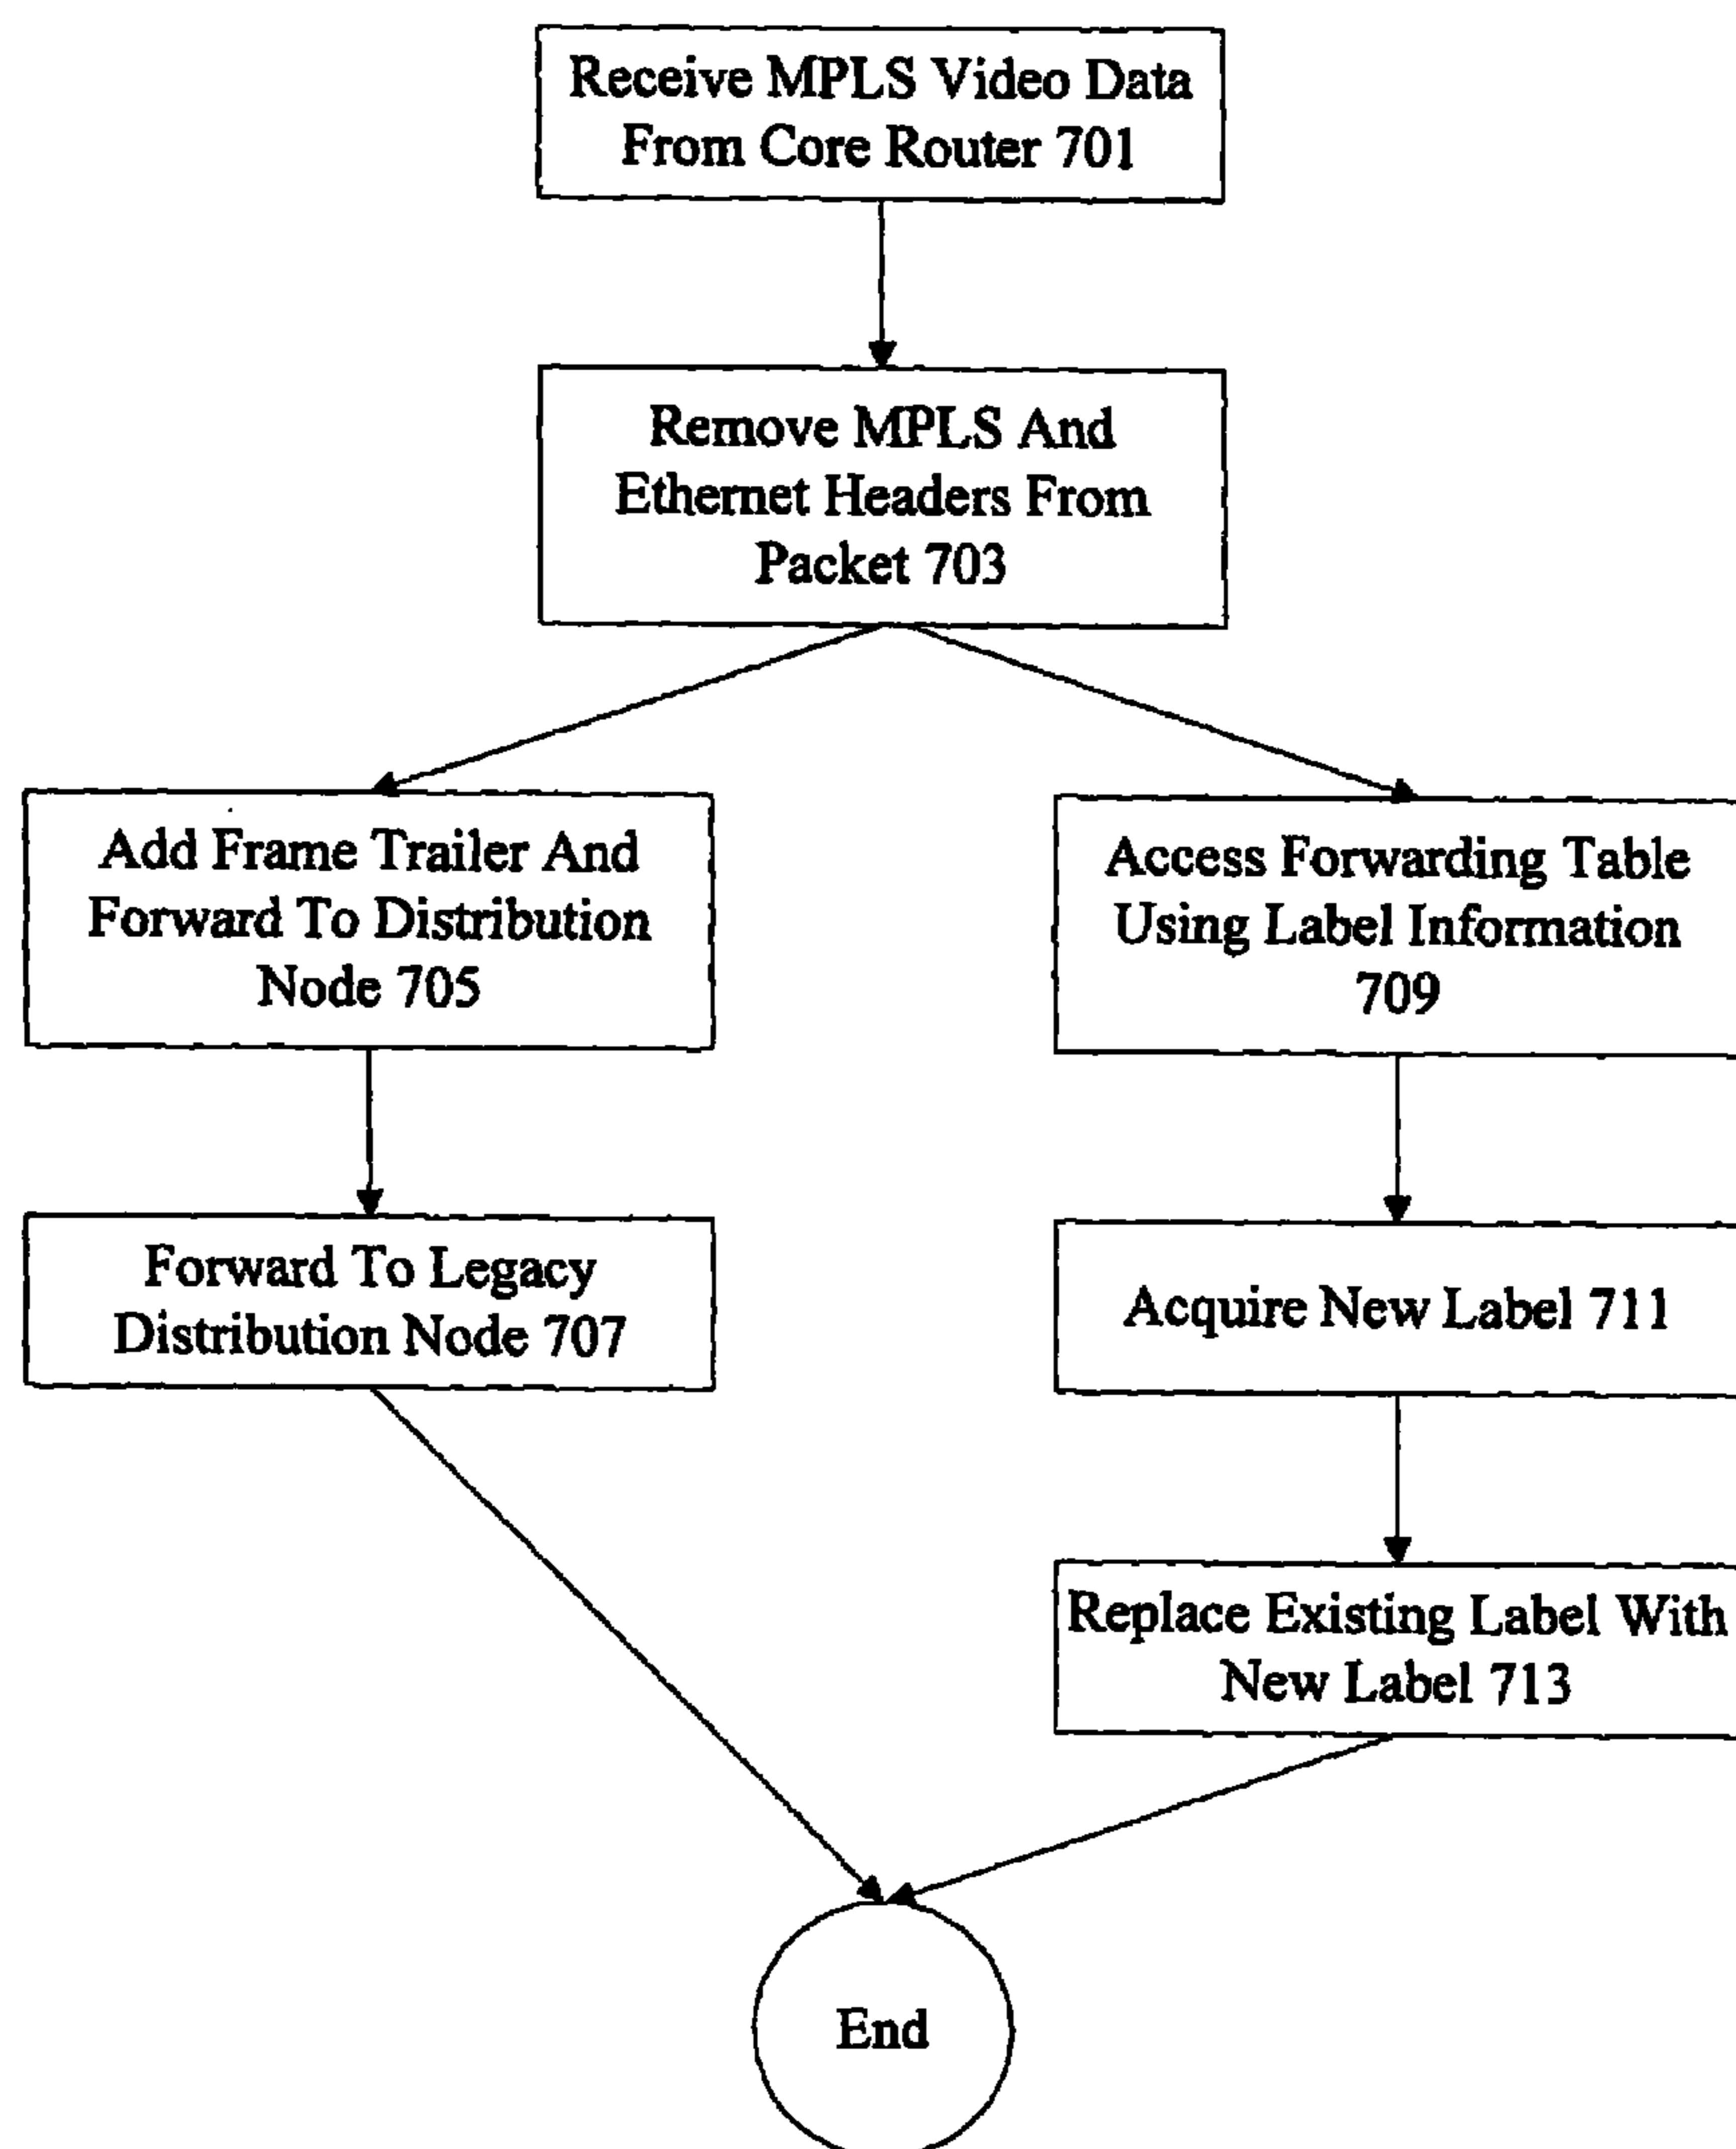 Receive MPLS Video Data
From Core Router 701
Remove MPLS And
Ethernet Headers From
Packet 703
Add Frame Trailer And
Forward To Distribution
Node 705
Forward To Legacy
Distribution Node 707
Access Forwarding Table
Using Label Information
709
Acquire New Label 711
Replace Existing Label With
New Label 713
End